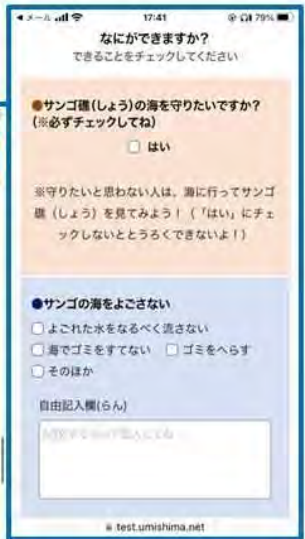 メール
17:41
79%
なにができますか？
できることをチェックしてください
●サンゴ礁(しょう)の海を守りたいですか？
(※必ずチェックしてね)
はい
※守りたいと思わない人は、海に行ってサンゴ
礁（しょう）を見てみよう！（「はい」にチェ
ックしないととうろくできないよ！）
●サンゴの海をよごさない
よごれた水をなるべく流さない
海でゴミをすてない ゴミをへらす
そのほか
自由記入欄(らん)
test.umishima.net